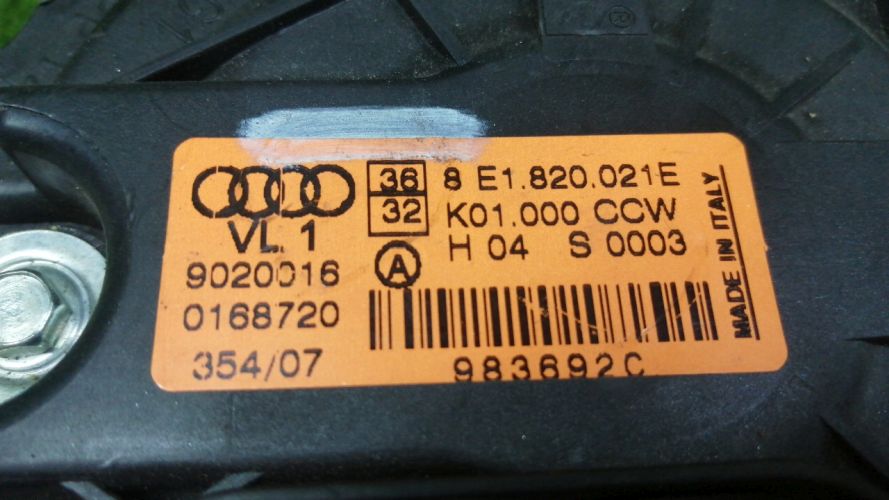 36 8 E1.820.021E
32 K01.000 CCW
VL.1 H 04 S 0003
9020016 A
0168720
354/07 983692C
MADE IN ITALY